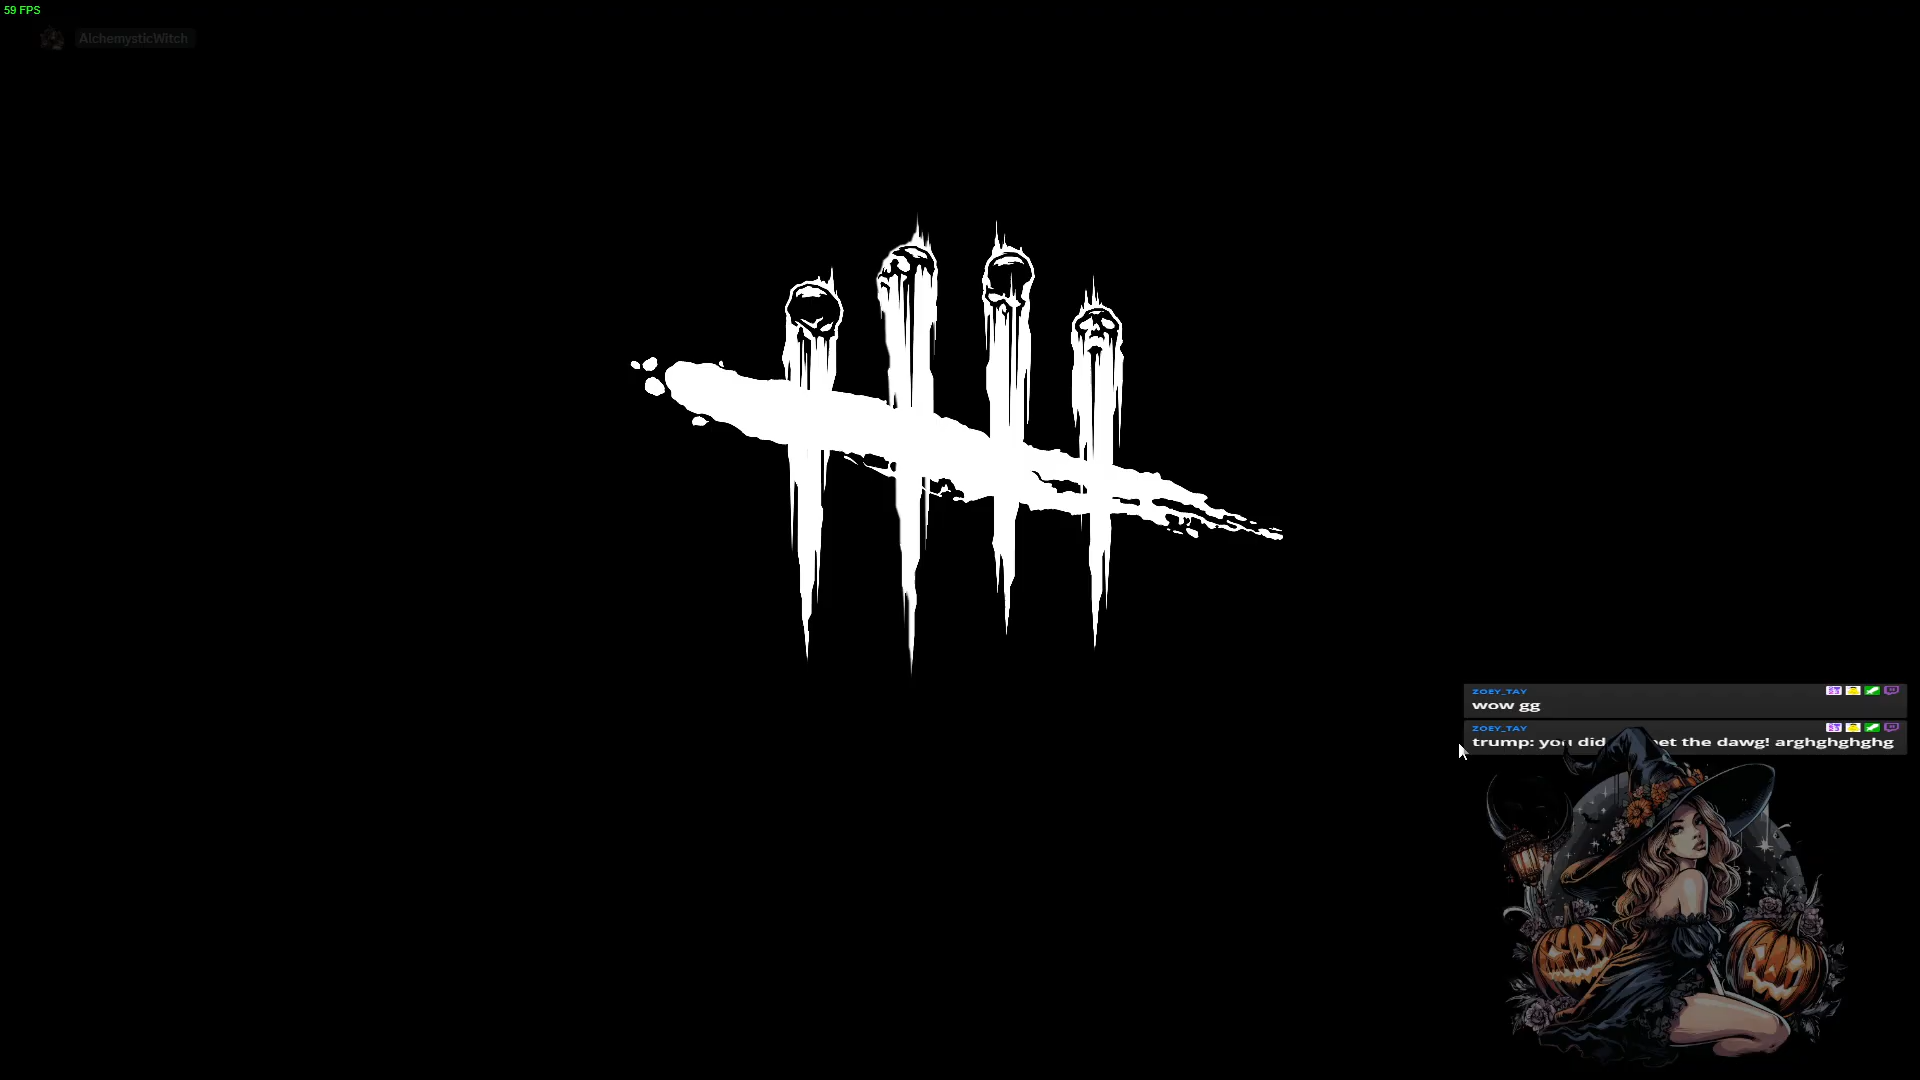 59 FPS
AlchemysticWitch
ZOEY_TAY
wow gg
ZOEY_TAY
trump: you did et the dawg! arghghghghg